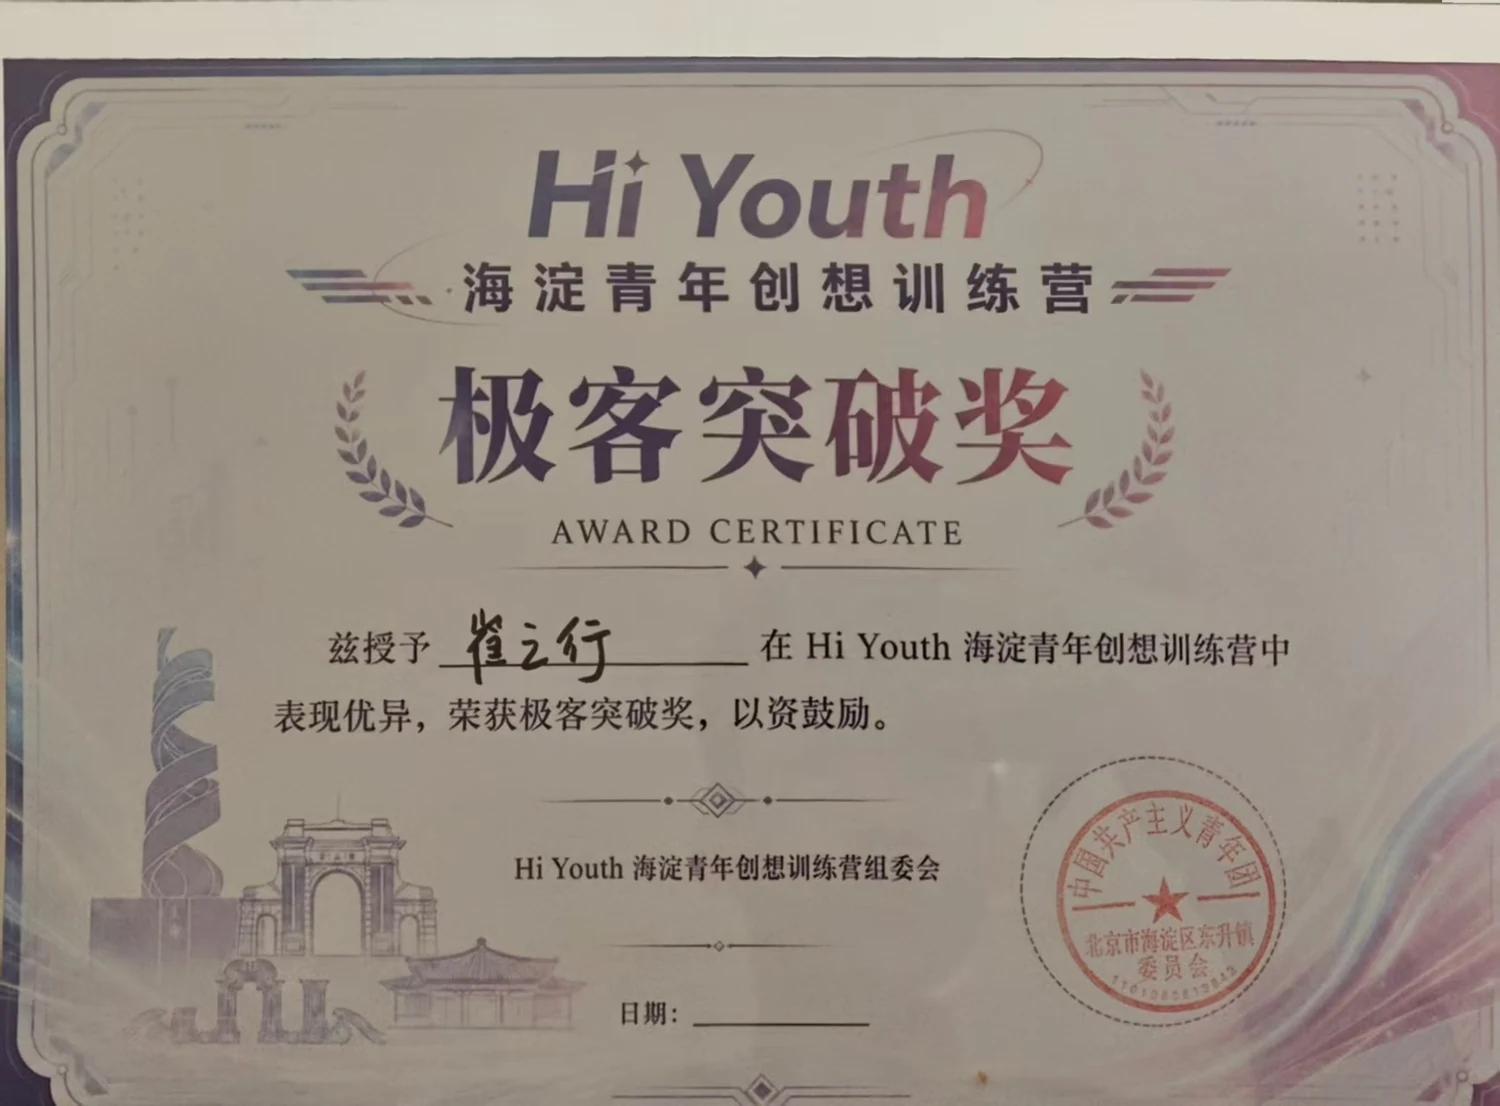 Hi Youth
海淀青年创想训练营
极客突破奖
AWARD CERTIFICATE
兹授予 崔之行 在 Hi Youth 海淀青年创想训练营中
表现优异，荣获极客突破奖，以资鼓励。
Hi Youth 海淀青年创想训练营组委会
日期：
中国共产主义青年团
北京市海淀区东升镇
委员会